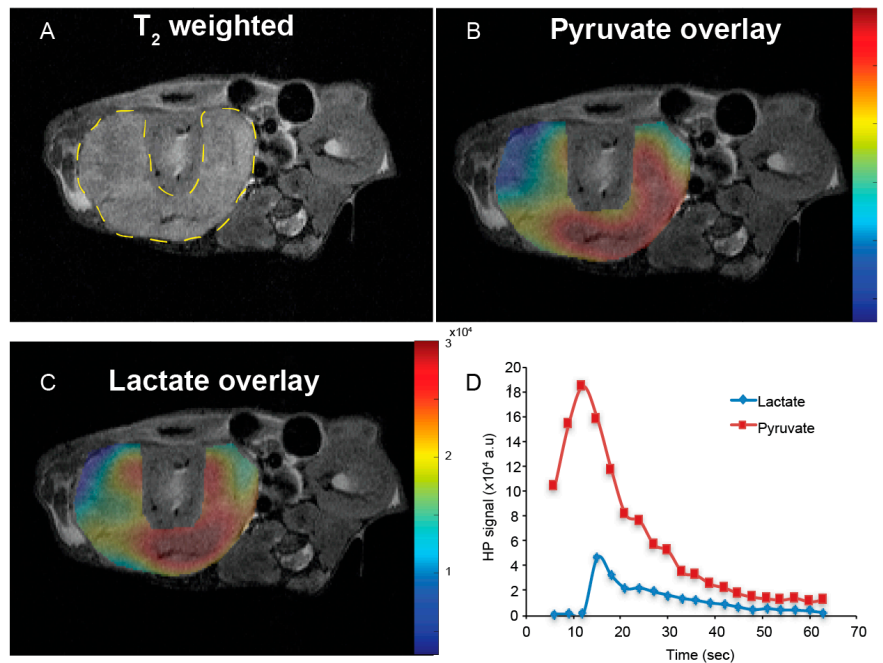 A
T2 weighted
B
Pyruvate overlay
C
Lactate overlay
x10⁴
3
2
1
D
20
18
16
14
12
10
8
6
4
2
0
HP signal (x10⁴ a.u)
Lactate
Pyruvate
0 10 20 30 40 50 60 70
Time (sec)